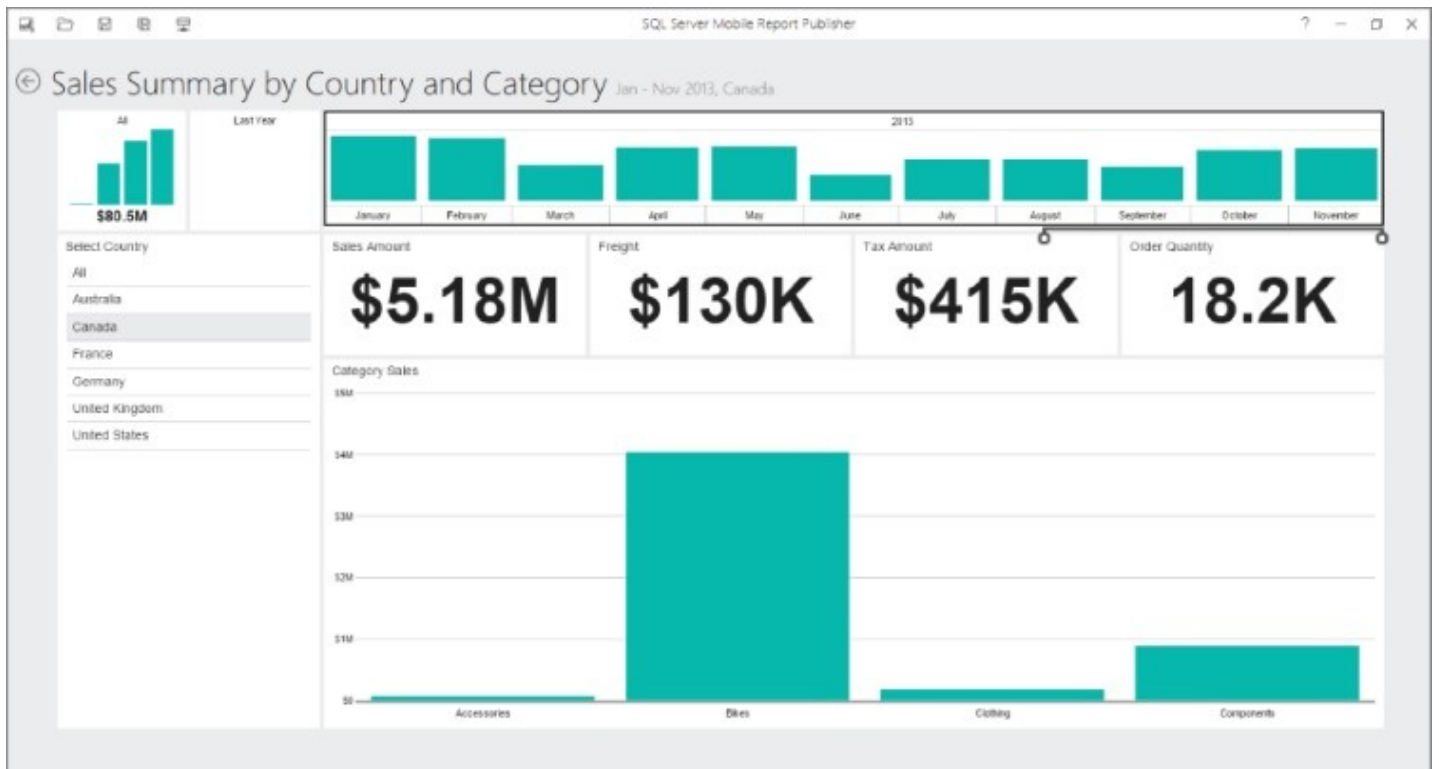 SQL Server Mobile Report Publisher
Sales Summary by Country and Category Jan - Nov 2013, Canada
All
Last Year
2013
$80.5M
January February March April May June July August September October November
Select Country
All
Australia
Canada
France
Germany
United Kingdom
United States
Sales Amount
$5.18M
Freight
$130K
Tax Amount
$415K
Order Quantity
18.2K
Category Sales
$5M
$4M
$3M
$2M
$1M
$0
Accessories Bikes Clothing Components